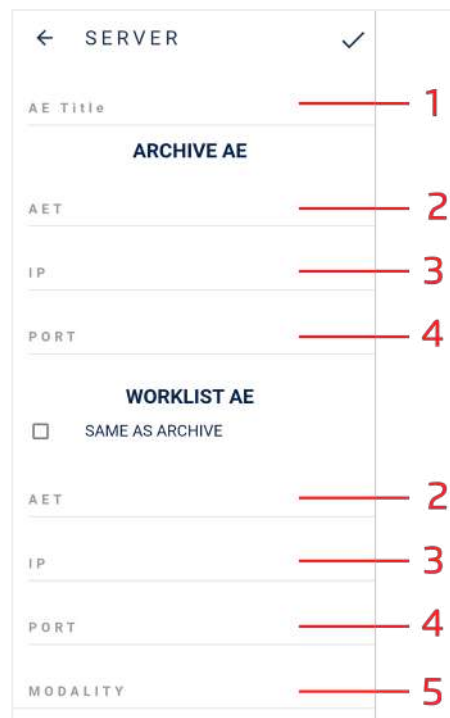 SERVER
AE Title 1
ARCHIVE AE
AET 2
IP 3
PORT 4
WORKLIST AE
SAME AS ARCHIVE
AET 2
IP 3
PORT 4
MODALITY 5